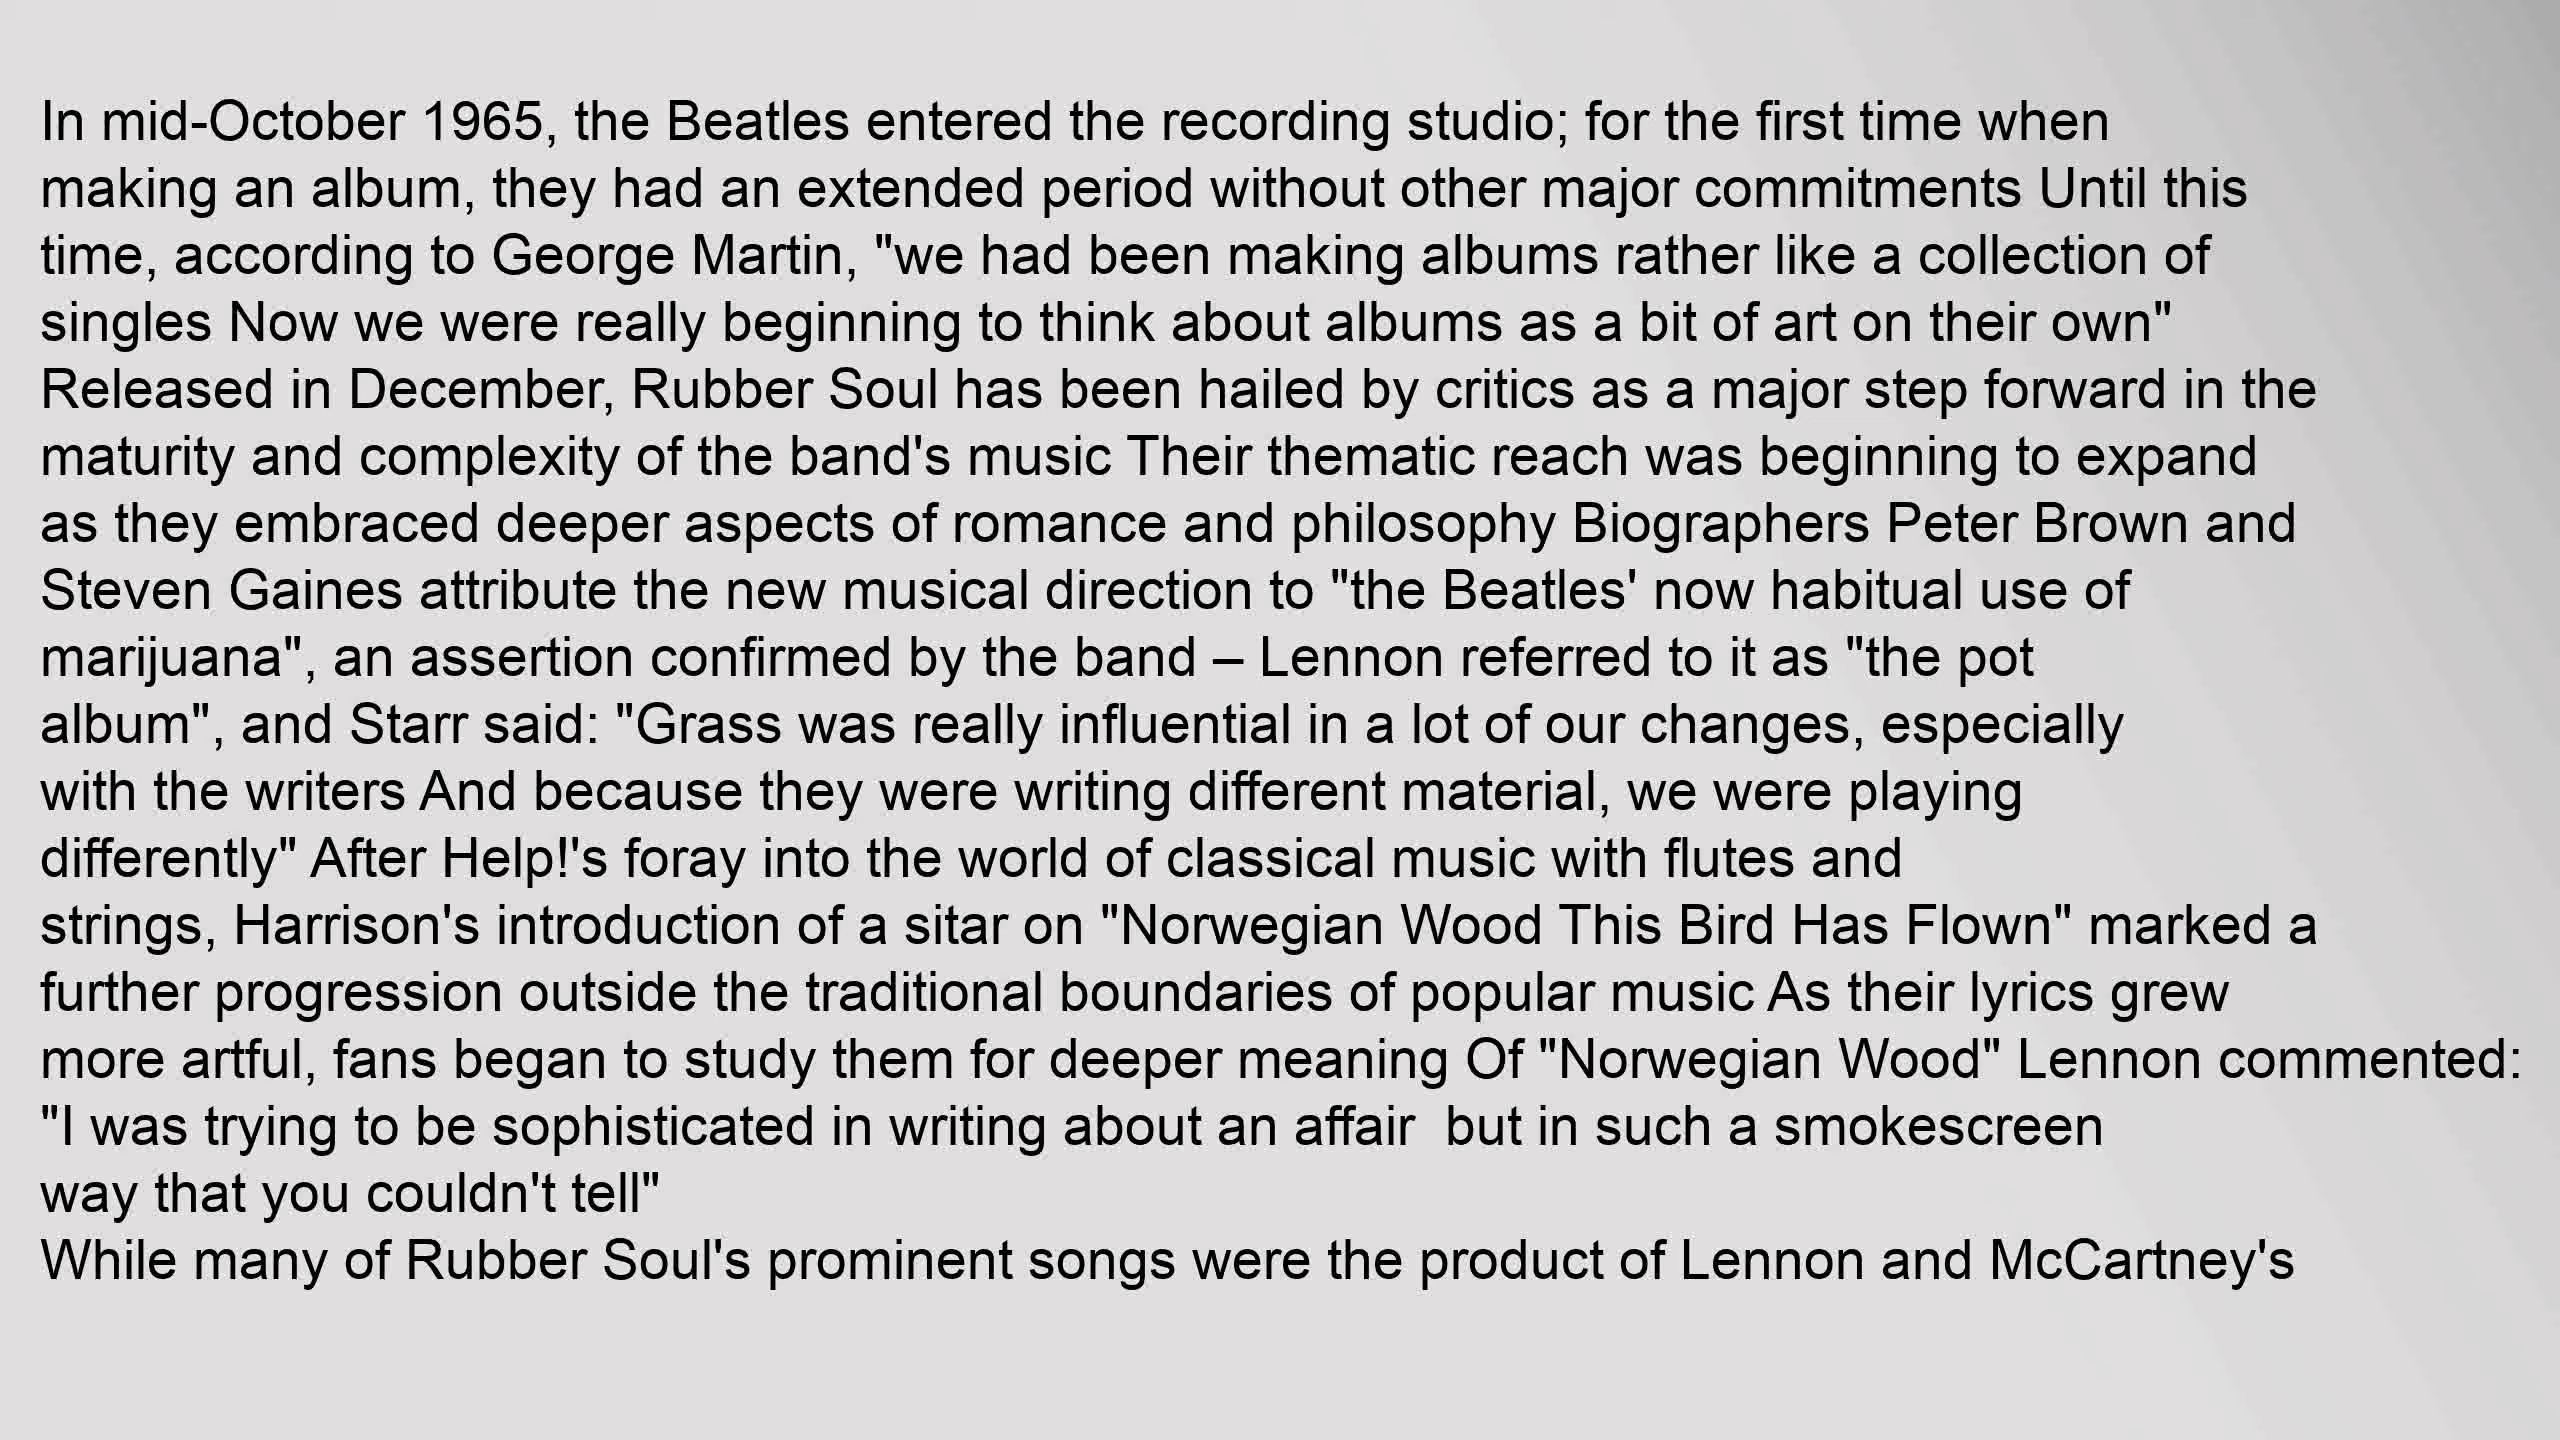 In mid-October 1965, the Beatles entered the recording studio; for the first time when
making an album, they had an extended period without other major commitments Until this
time, according to George Martin, "we had been making albums rather like a collection of
singles Now we were really beginning to think about albums as a bit of art on their own"
Released in December, Rubber Soul has been hailed by critics as a major step forward in the
maturity and complexity of the band's music Their thematic reach was beginning to expand
as they embraced deeper aspects of romance and philosophy Biographers Peter Brown and
Steven Gaines attribute the new musical direction to "the Beatles' now habitual use of
marijuana", an assertion confirmed by the band – Lennon referred to it as "the pot
album", and Starr said: "Grass was really influential in a lot of our changes, especially
with the writers And because they were writing different material, we were playing
differently" After Help!'s foray into the world of classical music with flutes and
strings, Harrison's introduction of a sitar on "Norwegian Wood This Bird Has Flown" marked a
further progression outside the traditional boundaries of popular music As their lyrics grew
more artful, fans began to study them for deeper meaning Of "Norwegian Wood" Lennon commented:
"I was trying to be sophisticated in writing about an affair  but in such a smokescreen
way that you couldn't tell"
While many of Rubber Soul's prominent songs were the product of Lennon and McCartney's